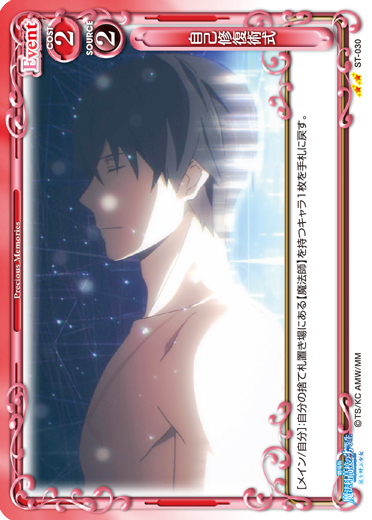 Event
COST
2
SOURCE
2
自己修復術式
ST-030
Precious Memories
[メイン/自分]:自分の捨て札置き場にある【魔法師】を持つキャラ1枚を手札に戻す。
©TS/KC AMW/MM